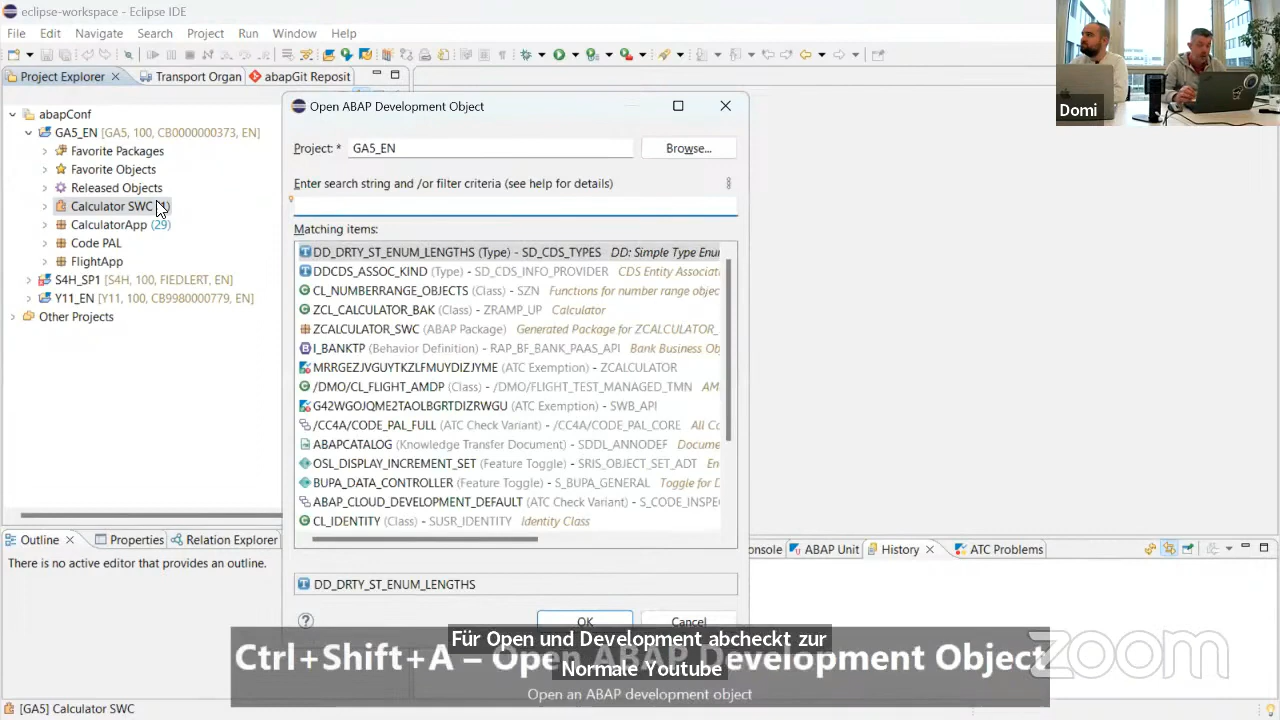 eclipse-workspace - Eclipse IDE
File Edit Navigate Search Project Run Window Help
Project Explorer Transport Organ abapGit Reposit
Domi
abapConf
GA5_EN [GA5, 100, CB0000000373, EN]
Favorite Packages
Favorite Objects
Released Objects
Calculator SWC
CalculatorApp (29)
Code PAL
FlightApp
S4H_SP1 [S4H, 100, FIEDLERT, EN]
Y11_EN [Y11, 100, CB9980000779, EN]
Other Projects
Open ABAP Development Object
Project: * GA5_EN Browse...
Enter search string and /or filter criteria (see help for details)
Matching items:
DD_DRTY_ST_ENUM_LENGTHS (Type) - SD_CDS_TYPES DD: Simple Type Enu
DDCDS_ASSOC_KIND (Type) - SD_CDS_INFO_PROVIDER CDS Entity Associati
CL_NUMBERRANGE_OBJECTS (Class) - SZN Functions for number range objec
ZCL_CALCULATOR_BAK (Class) - ZRAMP_UP Calculator
ZCALCULATOR_SWC (ABAP Package) Generated Package for ZCALCULATOR_
I_BANKTP (Behavior Definition) - RAP_BF_BANK_PAAS_API Bank Business Ob
MRRGEZJVGUYTKZLFMUYDIZJYME (ATC Exemption) - ZCALCULATOR
/DMO/CL_FLIGHT_AMDP (Class) - /DMO/FLIGHT_TEST_MANAGED_TMN AM
G42WGOJQME2TAOLBGRTDIZRWGU (ATC Exemption) - SWB_API
/CC4A/CODE_PAL_FULL (ATC Check Variant) - /CC4A/CODE_PAL_CORE All Co
ABAPCATALOG (Knowledge Transfer Document) - SDDL_ANNODEF Docume
OSL_DISPLAY_INCREMENT_SET (Feature Toggle) - SRIS_OBJECT_SET_ADT En
BUPA_DATA_CONTROLLER (Feature Toggle) - S_BUPA_GENERAL Toggle for D
ABAP_CLOUD_DEVELOPMENT_DEFAULT (ATC Check Variant) - S_CODE_INSPE
CL_IDENTITY (Class) - SUSR_IDENTITY Identity Class
DD_DRTY_ST_ENUM_LENGTHS
OK Cancel
Outline Properties Relation Explorer
There is no active editor that provides an outline.
onsole ABAP Unit History ATC Problems
Für Open und Development abcheckt zur
Normale Youtube
Ctrl+Shift+A – Open ABAP Development Object
Open an ABAP development object
zoom
[GA5] Calculator SWC